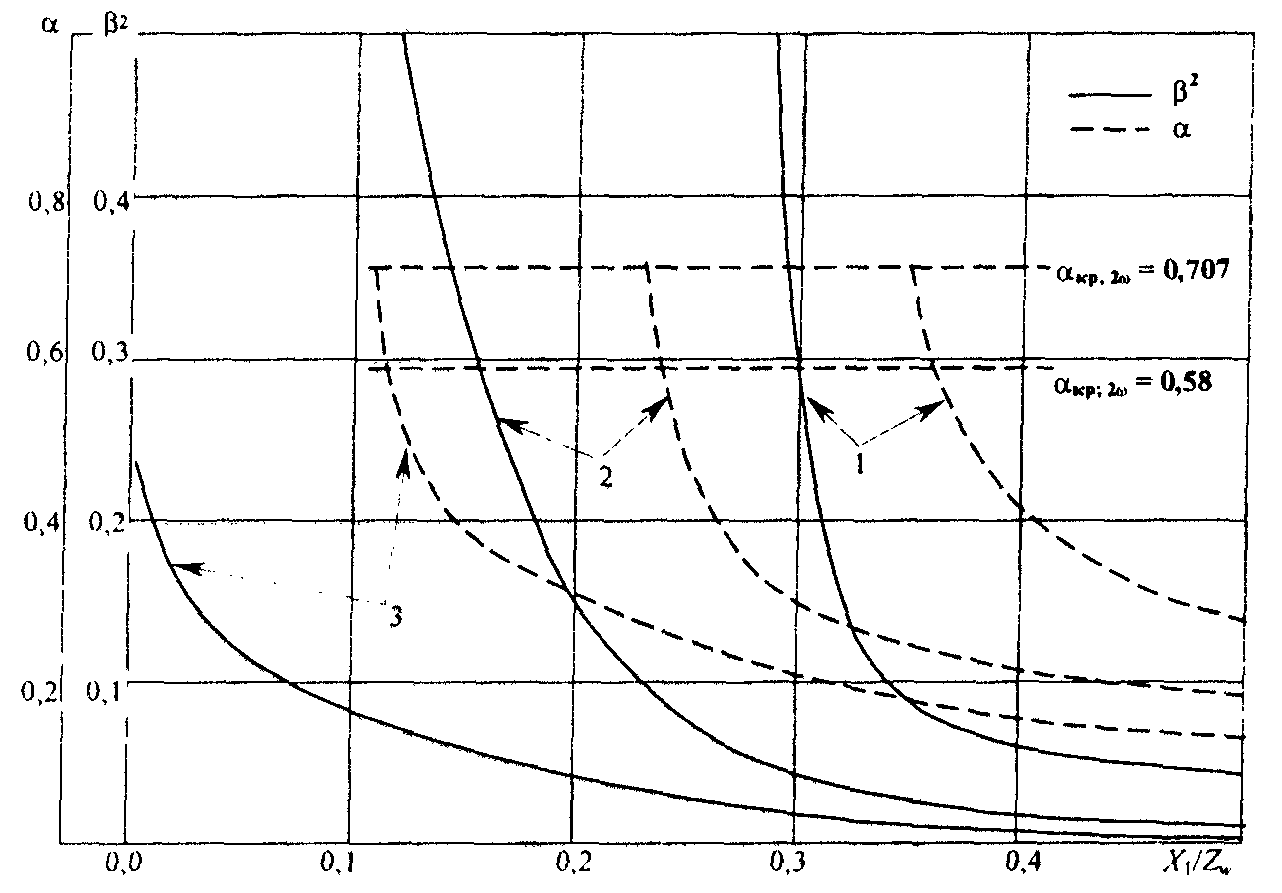 α β²
β²
α
0,8 0,4
αкр, 2ω = 0,707
0,6 0,3
αкр; 2ω = 0,58
2 1
0,4 0,2
3
0,2 0,1
0,0 0,1 0,2 0,3 0,4 X₁/Zw